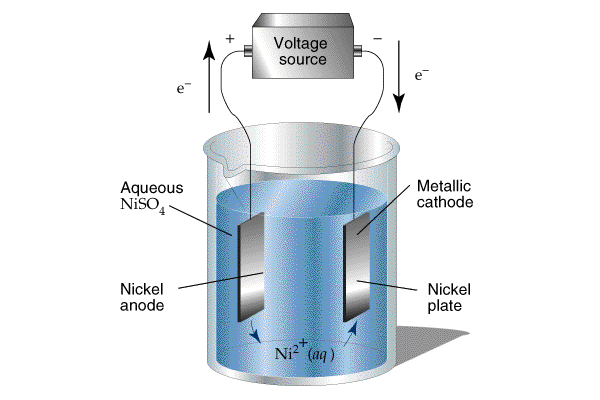 +
Voltage
source
−
e⁻
e⁻
Aqueous
NiSO₄
Metallic
cathode
Nickel
anode
Nickel
plate
Ni²⁺(aq)